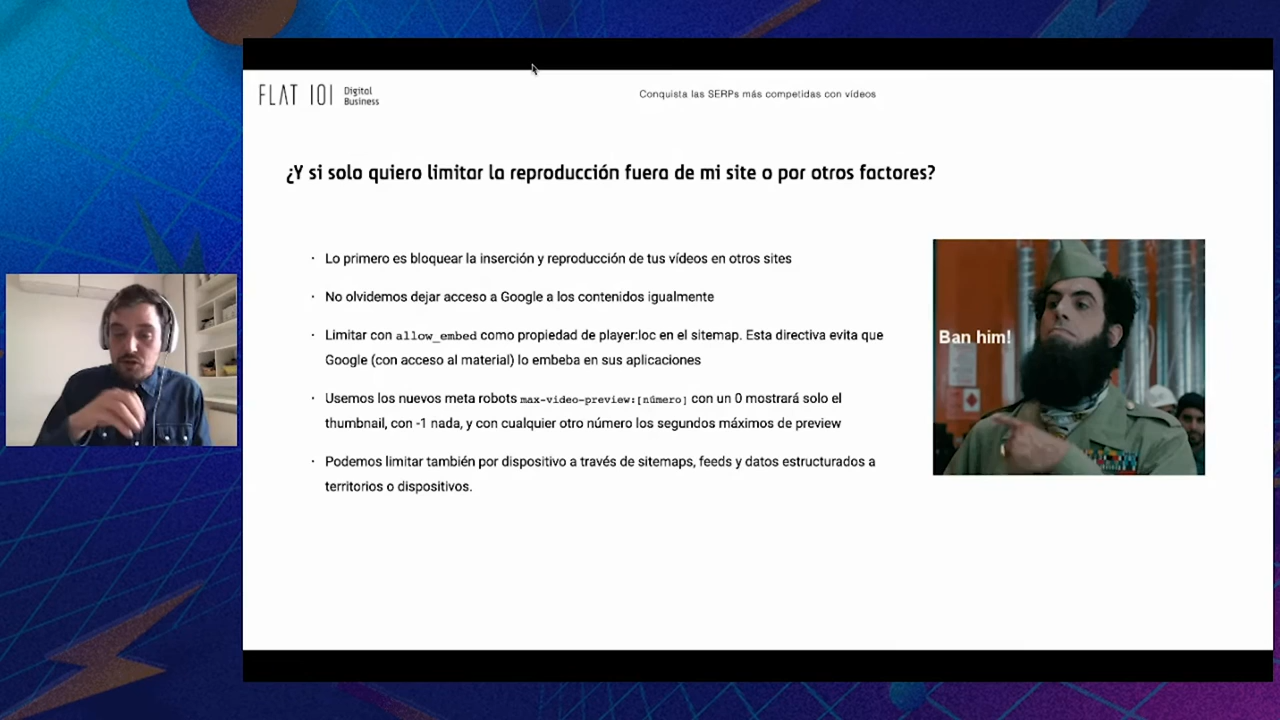 FLAT 101 Digital Business
Conquista las SERPs más competidas con vídeos
¿Y si solo quiero limitar la reproducción fuera de mi site o por otros factores?
· Lo primero es bloquear la inserción y reproducción de tus vídeos en otros sites
· No olvidemos dejar acceso a Google a los contenidos igualmente
· Limitar con allow_embed como propiedad de player:loc en el sitemap. Esta directiva evita que
Google (con acceso al material) lo embeba en sus aplicaciones
· Usemos los nuevos meta robots max-video-preview:[número] con un 0 mostrará solo el
thumbnail, con -1 nada, y con cualquier otro número los segundos máximos de preview
· Podemos limitar también por dispositivo a través de sitemaps, feeds y datos estructurados a
territorios o dispositivos.
Ban him!